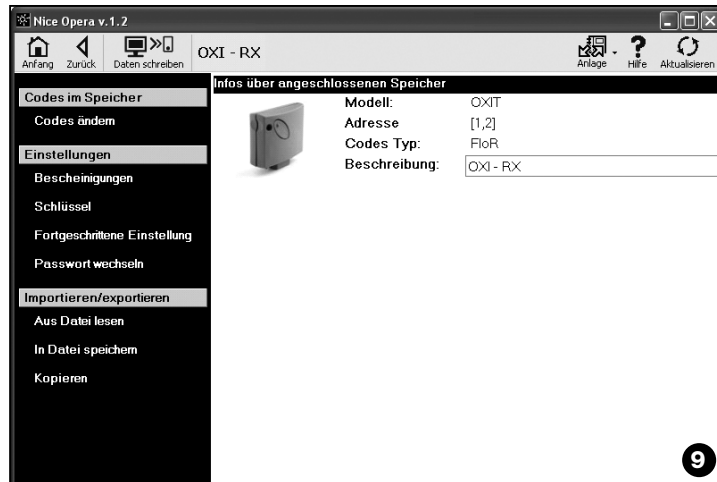 Nice Opera v.1.2
Anfang Zurück Daten schreiben OXI - RX Anlage Hilfe Aktualisieren
Infos über angeschlossenen Speicher
Codes im Speicher
Codes ändern
Einstellungen
Bescheinigungen
Schlüssel
Fortgeschrittene Einstellung
Passwort wechseln
Importieren/exportieren
Aus Datei lesen
In Datei speichern
Kopieren
Modell: OXIT
Adresse [1,2]
Codes Typ: FloR
Beschreibung: OXI - RX
9